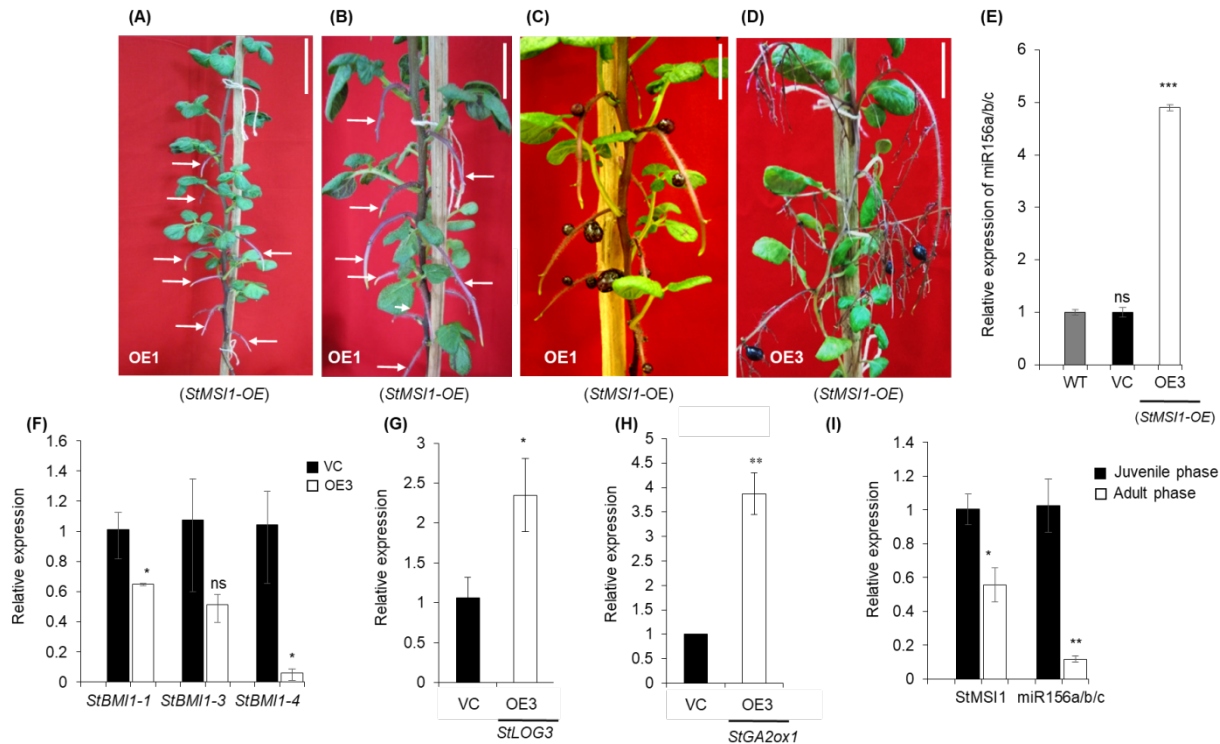 (A)
(B)
(C)
(D)
(E)
OE1
OE1
OE1
OE3
(StMSI1-OE)
(StMSI1-OE)
(StMSI1-OE)
(StMSI1-OE)
Relative expression of miR156a/b/c
6
5
4
3
2
1
0
ns
***
WT
VC
OE3
(StMSI1-OE)
(F)
Relative expression
1.6
1.4
1.2
1
0.8
0.6
0.4
0.2
0
VC
OE3
*
ns
*
StBMI1-1
StBMI1-3
StBMI1-4
(G)
Relative expression
3
2.5
2
1.5
1
0.5
0
*
VC
OE3
StLOG3
(H)
Relative expression
5
4.5
4
3.5
3
2.5
2
1.5
1
0.5
0
**
VC
OE3
StGA2ox1
(I)
Relative expression
1.4
1.2
1
0.8
0.6
0.4
0.2
0
Juvenile phase
Adult phase
*
**
StMSI1
miR156a/b/c